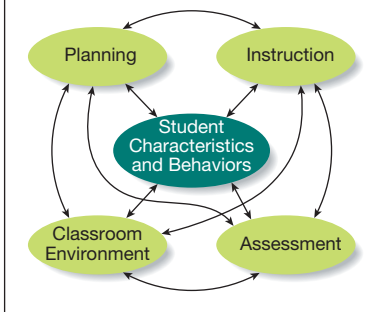 Planning
Instruction
Student
Characteristics
and Behaviors
Classroom
Environment
Assessment